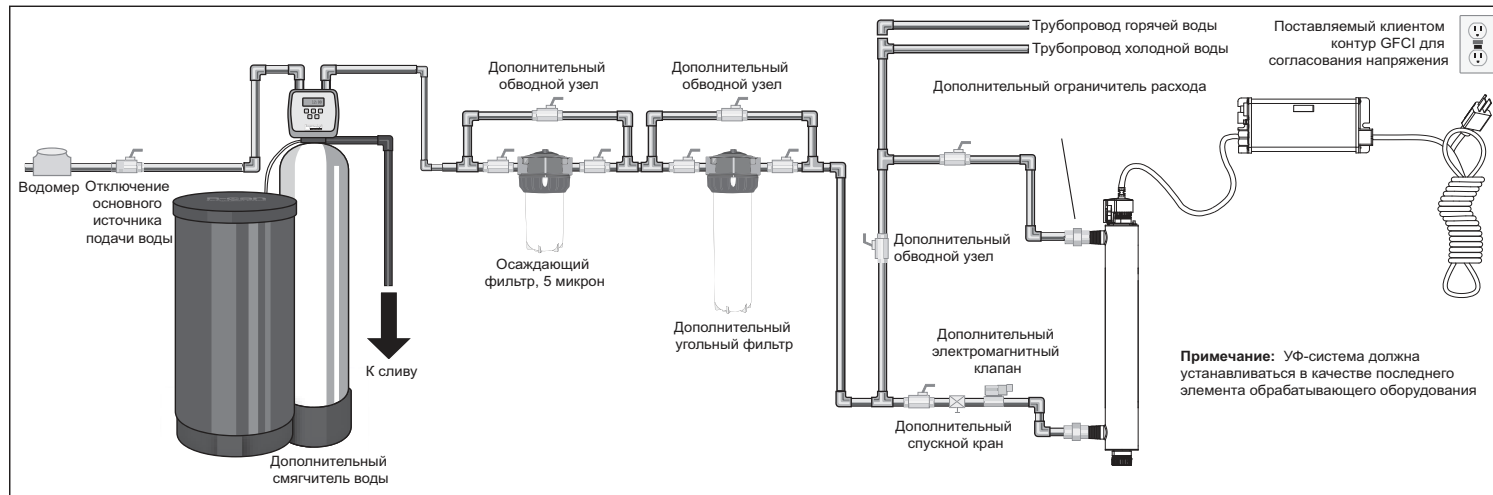 Трубопровод горячей воды
Трубопровод холодной воды
Поставляемый клиентом
контур GFCI для
согласования напряжения
Дополнительный
обводной узел
Дополнительный
обводной узел
Дополнительный ограничитель расхода
Водомер
Отключение
основного
источника
подачи воды
Осаждающий
фильтр, 5 микрон
Дополнительный
обводной узел
Дополнительный
угольный фильтр
Дополнительный
электромагнитный
клапан
К сливу
Примечание: УФ-система должна
устанавливаться в качестве последнего
элемента обрабатывающего оборудования
Дополнительный
спускной кран
Дополнительный
смягчитель воды